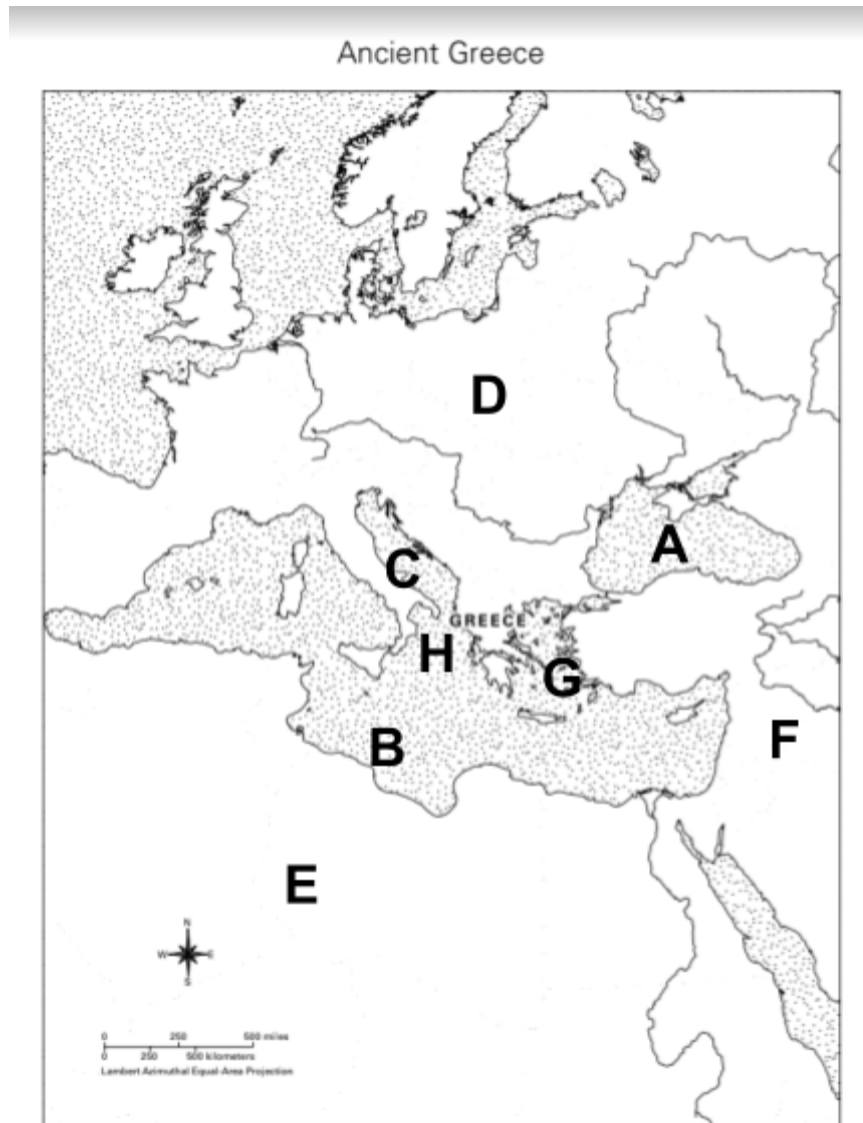 Ancient Greece
D
A
C
GREECE
H
G
F
B
E
N
W E
S
0 250 500 miles
0 250 500 kilometers
Lambert Azimuthal Equal-Area Projection